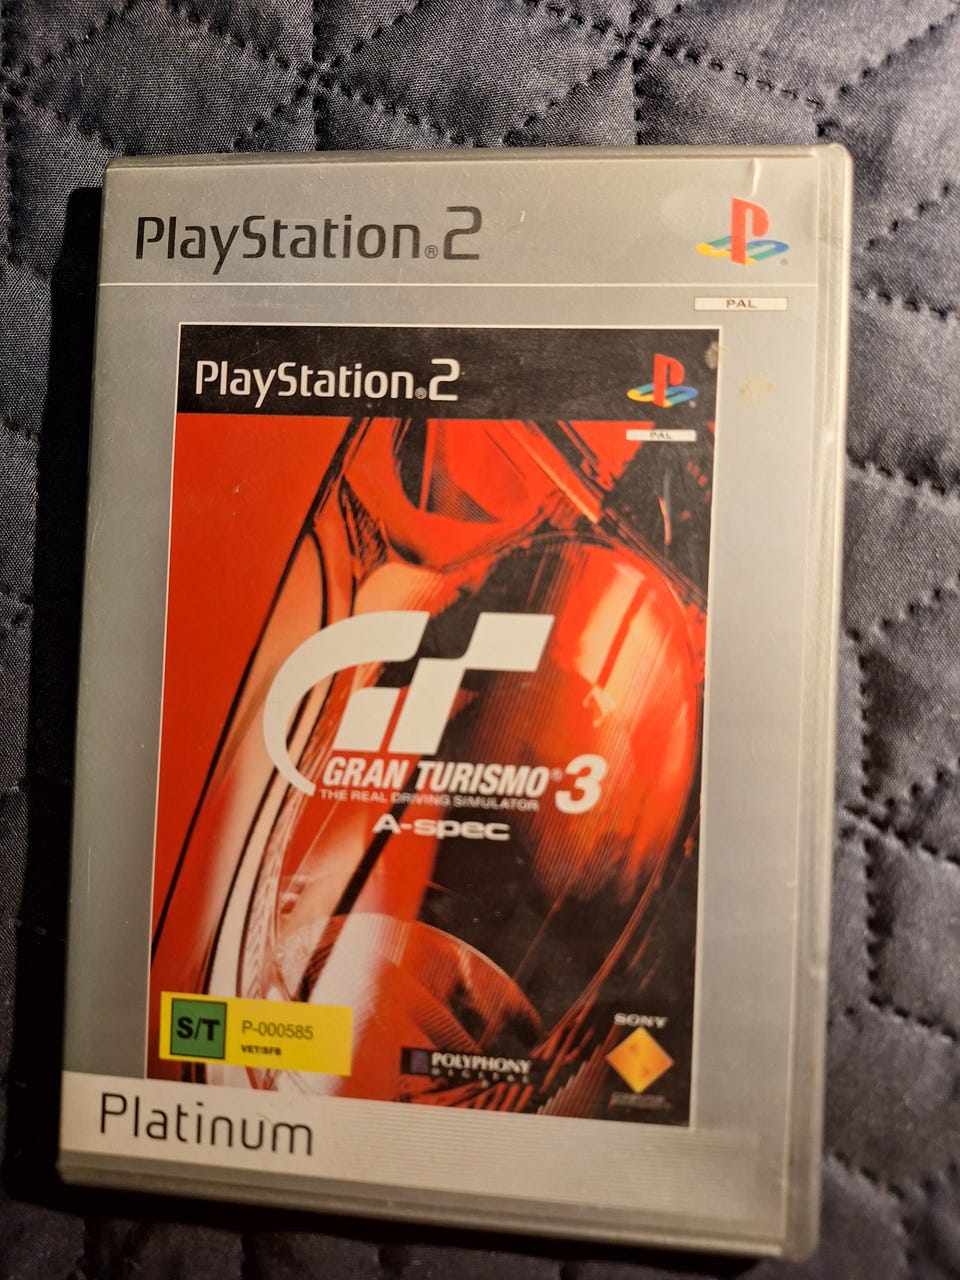 PlayStation®2
PAL
PlayStation®2
PAL
GRAN TURISMO® 3
THE REAL DRIVING SIMULATOR
A-spec
S/T
P-000585
VET/SFB
POLYPHONY
DIGITAL
SONY
Platinum